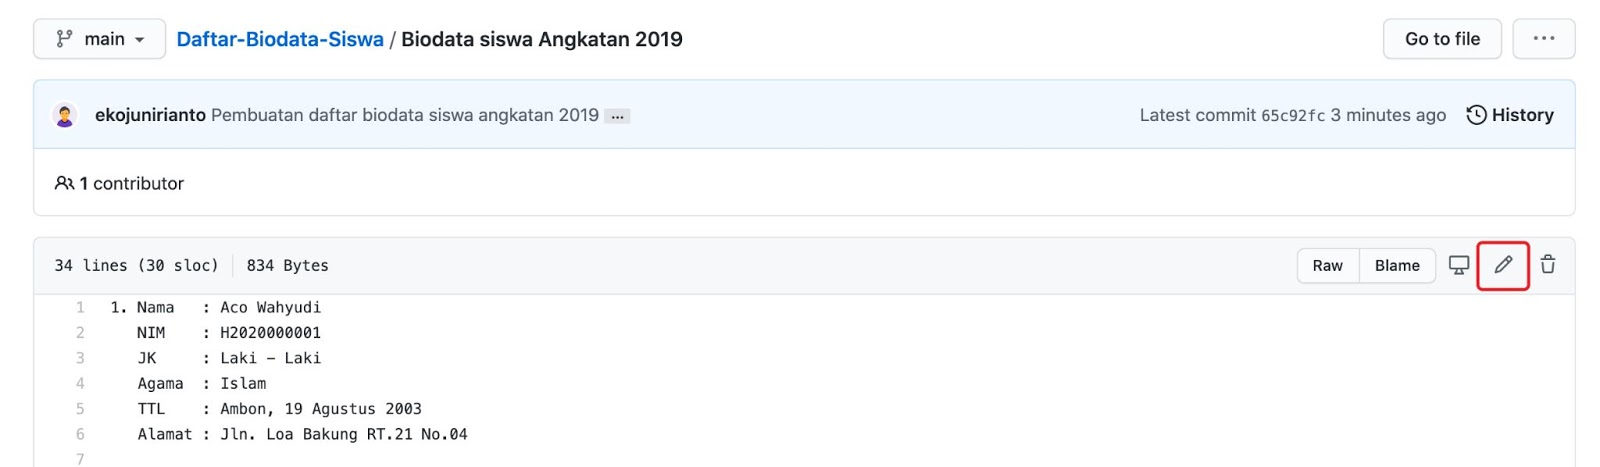 main Daftar-Biodata-Siswa / Biodata siswa Angkatan 2019 Go to file ...
ekojunirianto Pembuatan daftar biodata siswa angkatan 2019 ... Latest commit 65c92fc 3 minutes ago History
1 contributor
34 lines (30 sloc) 834 Bytes Raw Blame
1 1. Nama : Aco Wahyudi
2 NIM : H2020000001
3 JK : Laki - Laki
4 Agama : Islam
5 TTL : Ambon, 19 Agustus 2003
6 Alamat : Jln. Loa Bakung RT.21 No.04
7